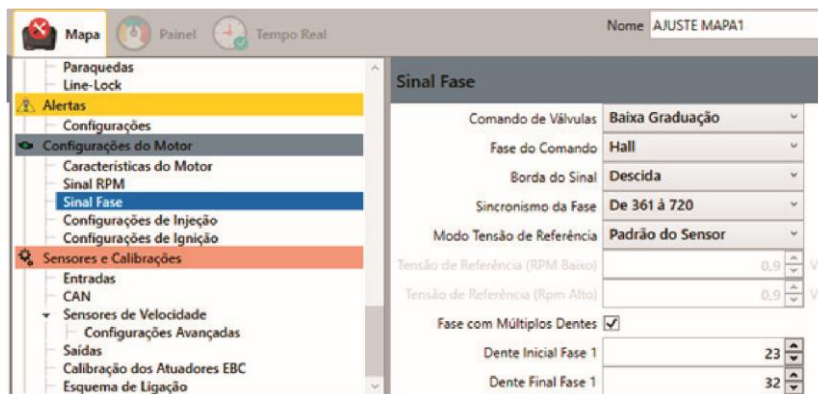 Mapa Painel Tempo Real Nome AJUSTE MAPA1
Paraquedas
Line-Lock
Alertas
Configurações
Configurações do Motor
Características do Motor
Sinal RPM
Sinal Fase
Configurações de Injeção
Configurações de Ignição
Sensores e Calibrações
Entradas
CAN
Sensores de Velocidade
Configurações Avançadas
Saídas
Calibração dos Atuadores EBC
Esquema de Ligação
Sinal Fase
Comando de Válvulas Baixa Graduação
Fase do Comando Hall
Borda do Sinal Descida
Sincronismo da Fase De 361 à 720
Modo Tensão de Referência Padrão do Sensor
Tensão de Referência (RPM Baixo) 0,9 V
Tensão de Referência (Rpm Alto) 0,9 V
Fase com Múltiplos Dentes
Dente Inicial Fase 1 23
Dente Final Fase 1 32